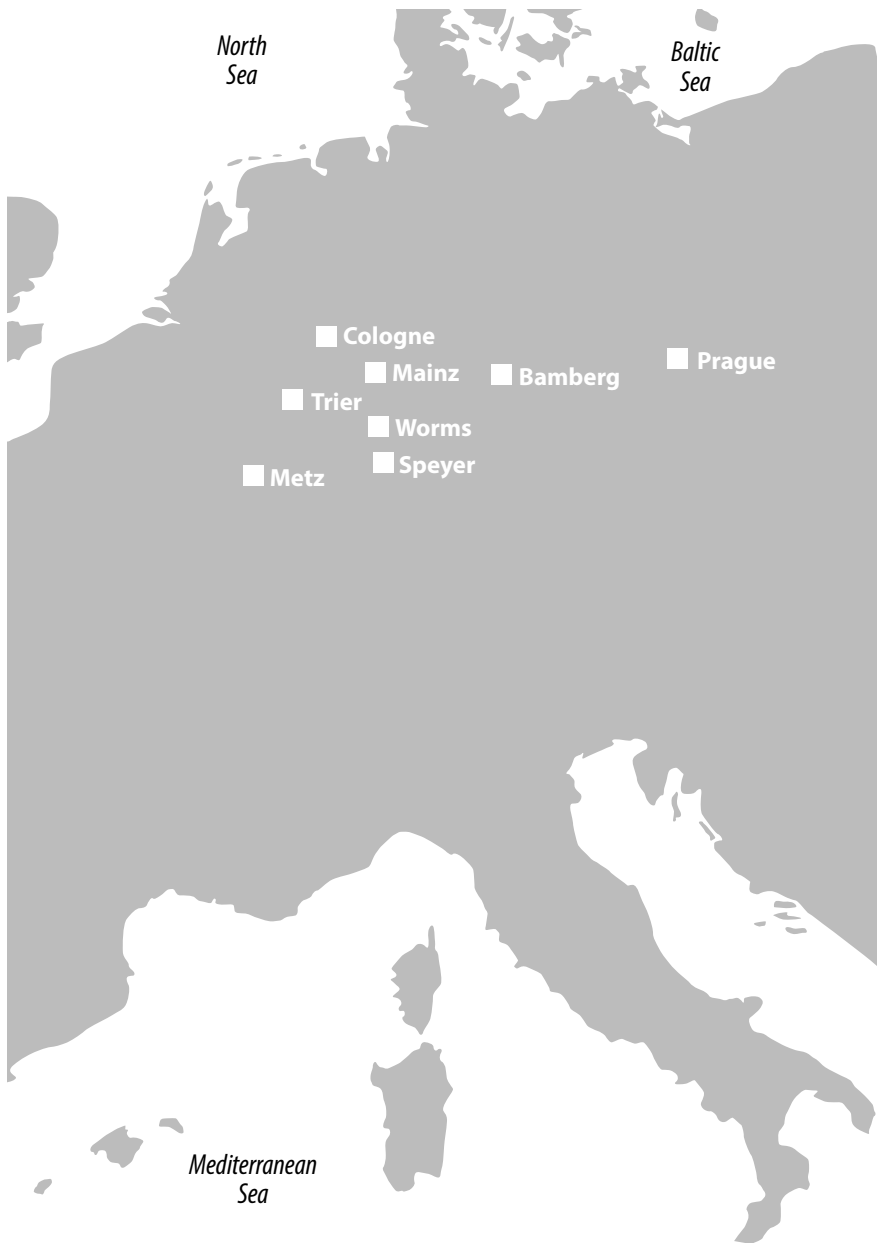 North
Sea
Baltic
Sea
Cologne
Mainz
Bamberg
Prague
Trier
Worms
Speyer
Metz
Mediterranean
Sea